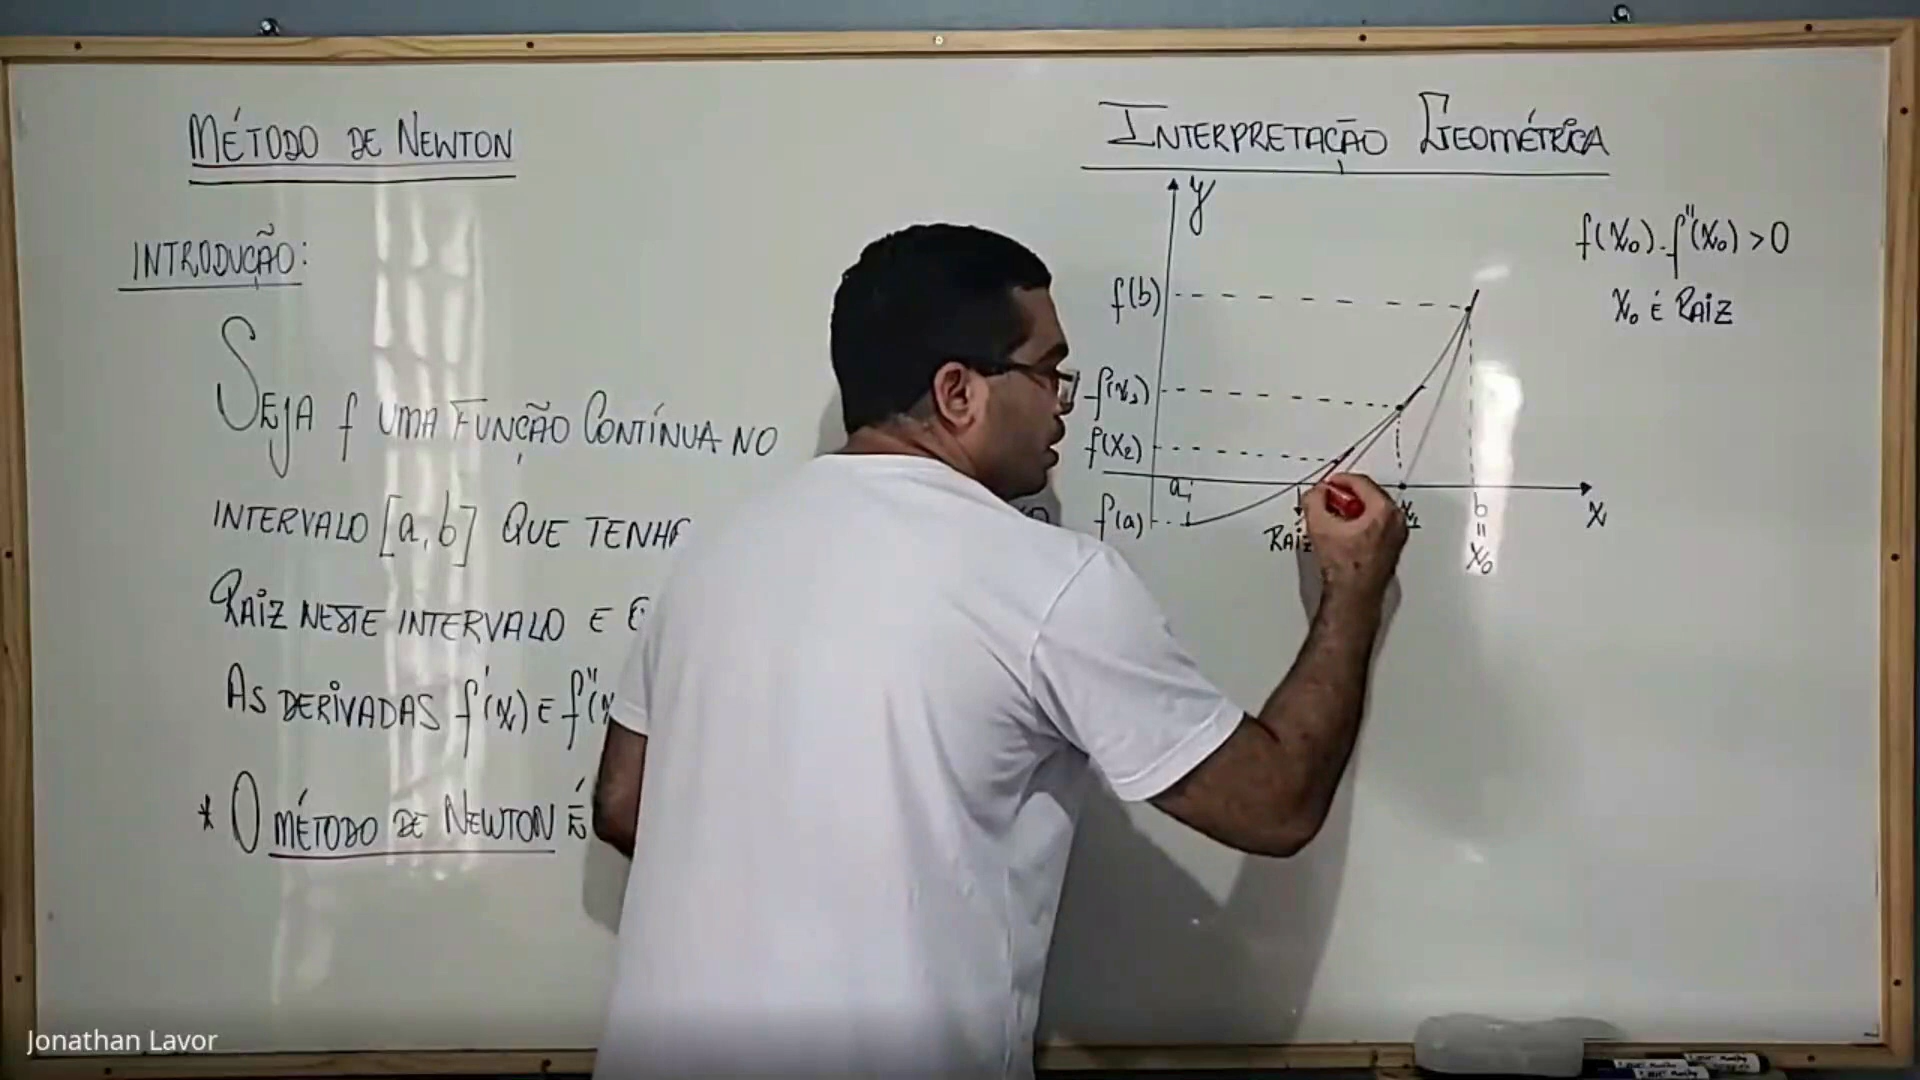 MÉTODO DE NEWTON
INTRODUÇÃO:
SEJA f UMA FUNÇÃO CONTÍNUA NO
INTERVALO [a,b] QUE TENHA
RAIZ NESTE INTERVALO E
AS DERIVADAS f'(x) E f''(x
* O MÉTODO DE NEWTON É
INTERPRETAÇÃO GEOMÉTRICA
y
f(x₀).f''(x₀) > 0
x₀ É RAIZ
f(b)
f(x₁)
f(x₂)
a
f(a)
RAIZ
x₁
b
"
x₀
x
Jonathan Lavor